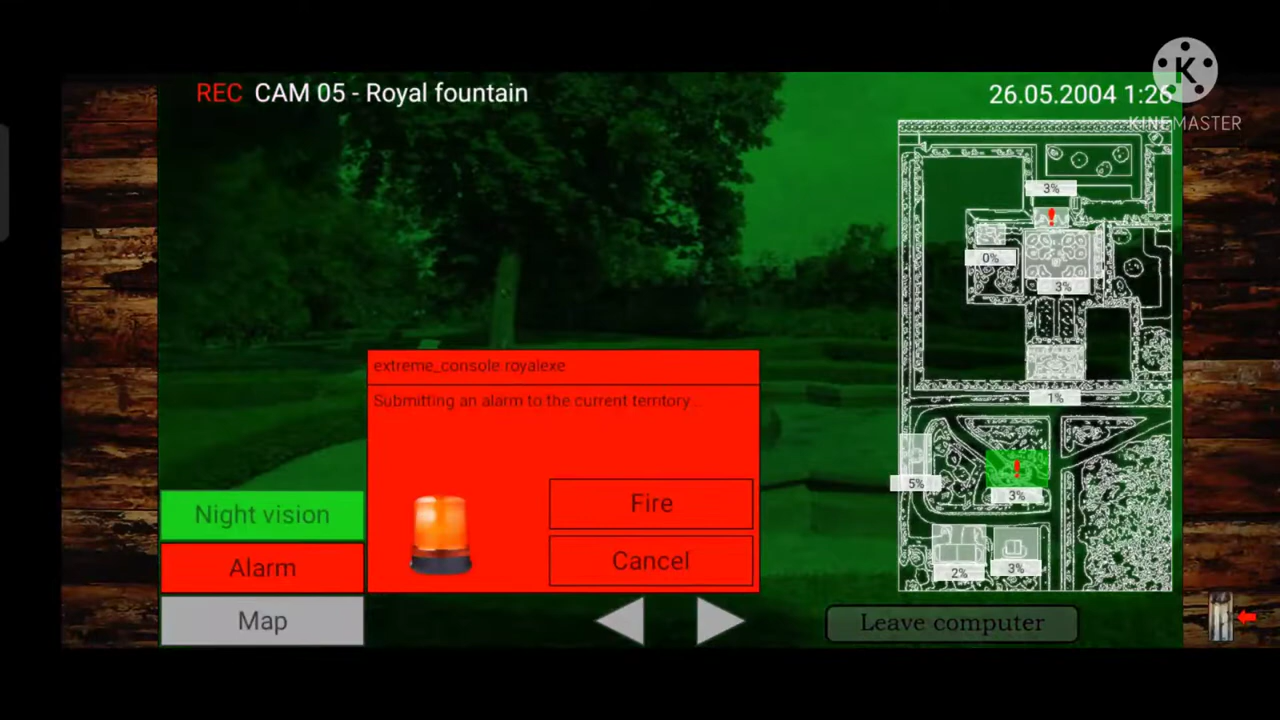 REC CAM 05 - Royal fountain
26.05.2004 1:26
K
KINEMASTER
3%
0%
3%
1%
extreme_console royalexe
Submitting an alarm to the current territory..
5%
3%
Night vision
Fire
Alarm
Cancel
2%
3%
Map
Leave computer